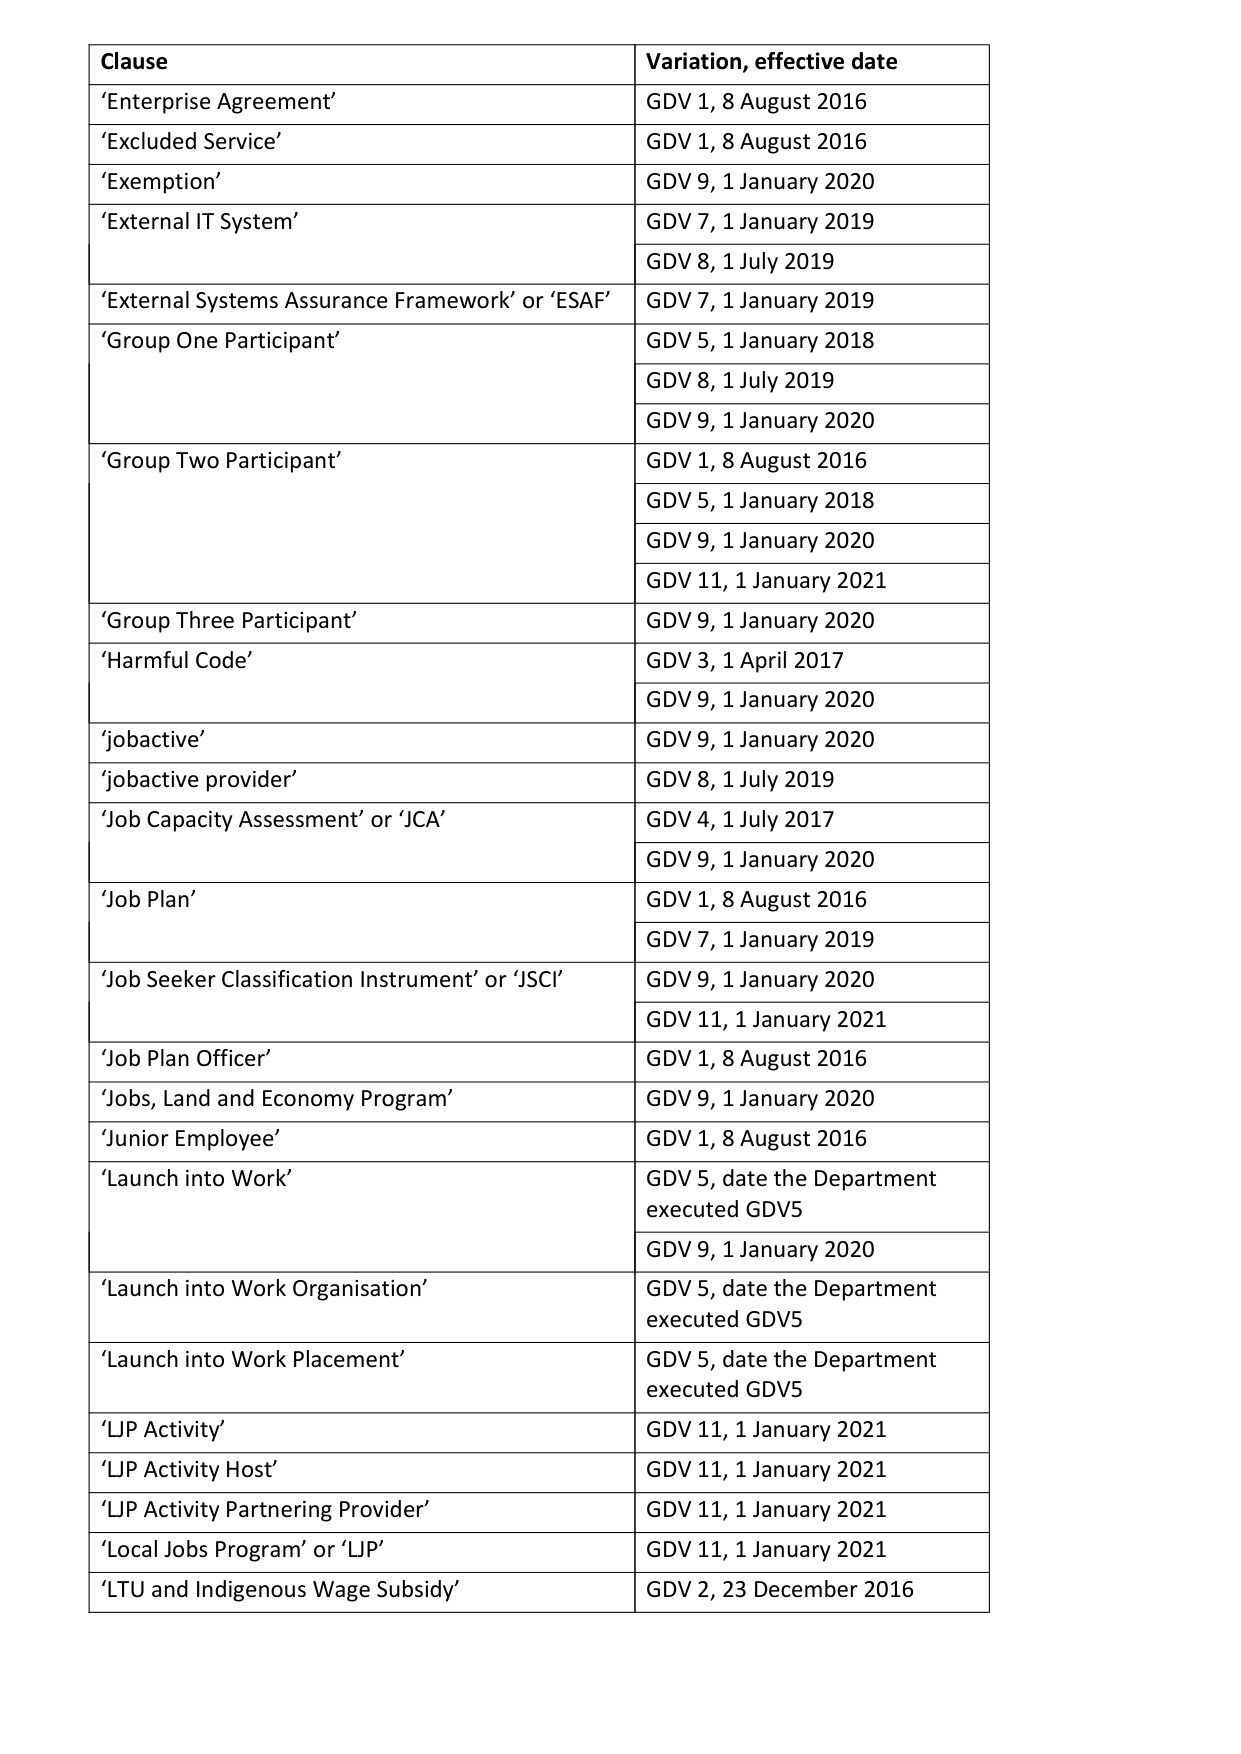 Clause
Variation, effective date
‘Enterprise Agreement’
GDV 1, 8 August 2016
‘Excluded Service’
GDV 1, 8 August 2016
‘Exemption’
GDV 9, 1 January 2020
‘External IT System’
GDV 7, 1 January 2019
GDV 8, 1 July 2019
‘External Systems Assurance Framework’ or ‘ESAF’
GDV 7, 1 January 2019
‘Group One Participant’
GDV 5, 1 January 2018
GDV 8, 1 July 2019
GDV 9, 1 January 2020
‘Group Two Participant’
GDV 1, 8 August 2016
GDV 5, 1 January 2018
GDV 9, 1 January 2020
GDV 11, 1 January 2021
‘Group Three Participant’
GDV 9, 1 January 2020
‘Harmful Code’
GDV 3, 1 April 2017
GDV 9, 1 January 2020
‘jobactive’
GDV 9, 1 January 2020
‘jobactive provider’
GDV 8, 1 July 2019
‘Job Capacity Assessment’ or ‘JCA’
GDV 4, 1 July 2017
GDV 9, 1 January 2020
‘Job Plan’
GDV 1, 8 August 2016
GDV 7, 1 January 2019
‘Job Seeker Classification Instrument’ or ‘JSCI’
GDV 9, 1 January 2020
GDV 11, 1 January 2021
‘Job Plan Officer’
GDV 1, 8 August 2016
‘Jobs, Land and Economy Program’
GDV 9, 1 January 2020
‘Junior Employee’
GDV 1, 8 August 2016
‘Launch into Work’
GDV 5, date the Department
executed GDV5
GDV 9, 1 January 2020
‘Launch into Work Organisation’
GDV 5, date the Department
executed GDV5
‘Launch into Work Placement’
GDV 5, date the Department
executed GDV5
‘LJP Activity’
GDV 11, 1 January 2021
‘LJP Activity Host’
GDV 11, 1 January 2021
‘LJP Activity Partnering Provider’
GDV 11, 1 January 2021
‘Local Jobs Program’ or ‘LJP’
GDV 11, 1 January 2021
‘LTU and Indigenous Wage Subsidy’
GDV 2, 23 December 2016